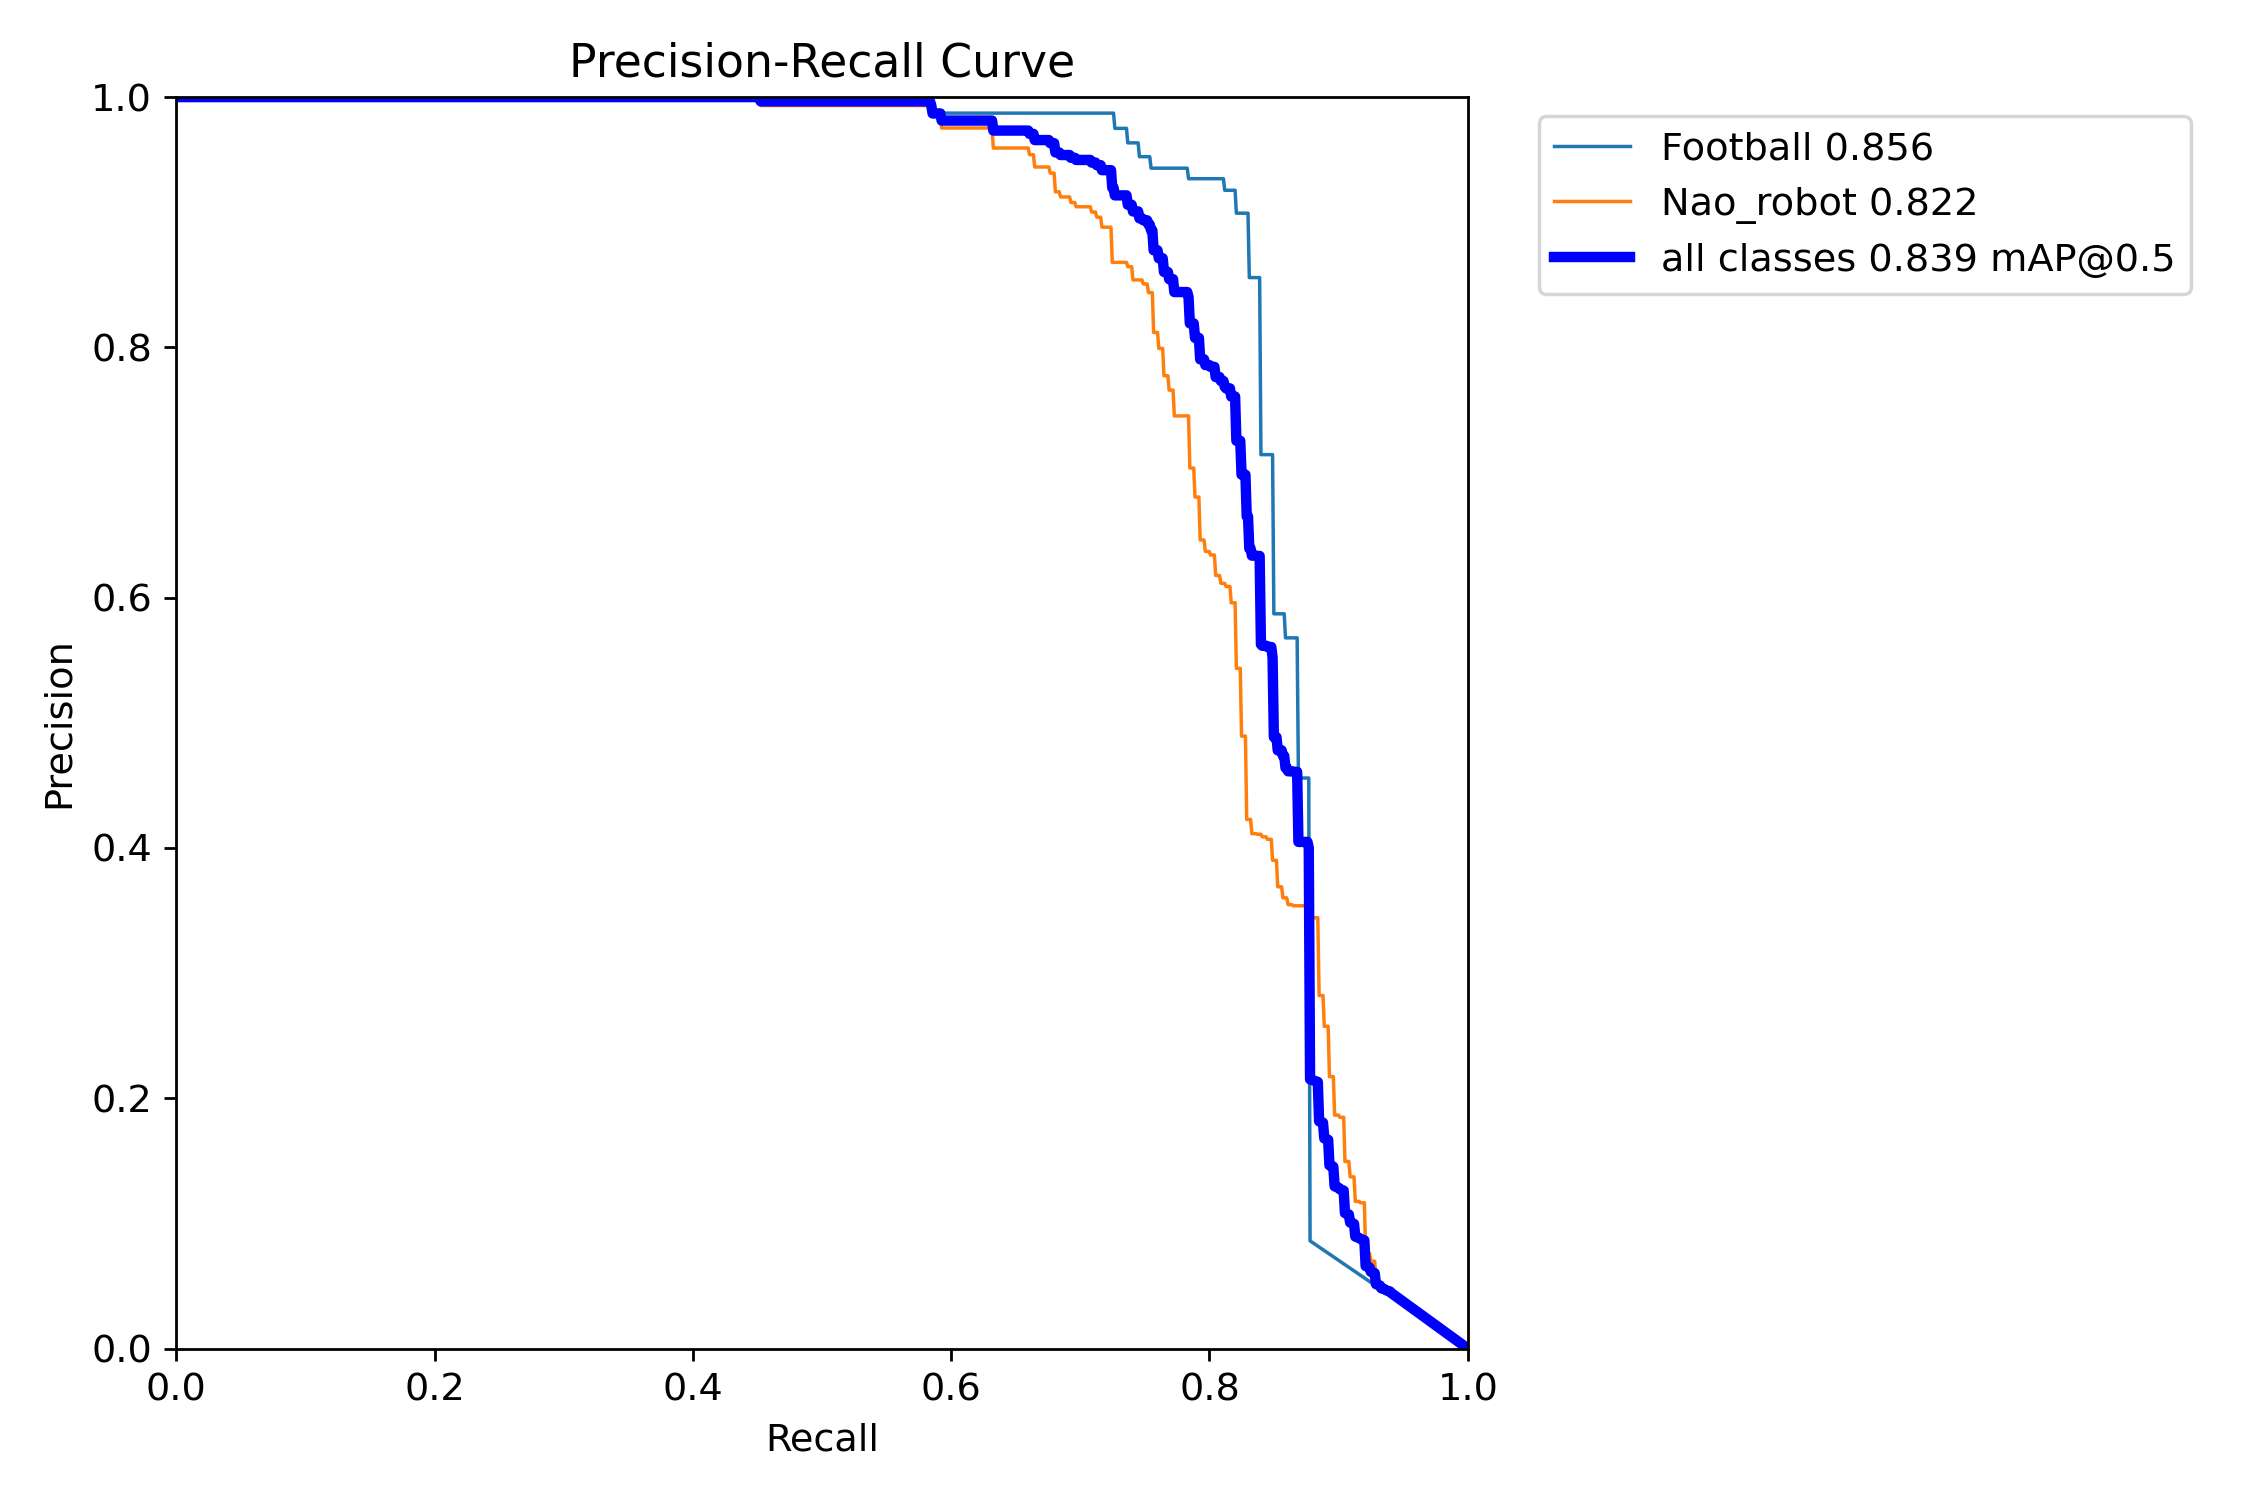 Precision-Recall Curve
1.0
0.8
0.6
0.4
0.2
0.0
Precision
0.0 0.2 0.4 0.6 0.8 1.0
Recall
Football 0.856
Nao_robot 0.822
all classes 0.839 mAP@0.5